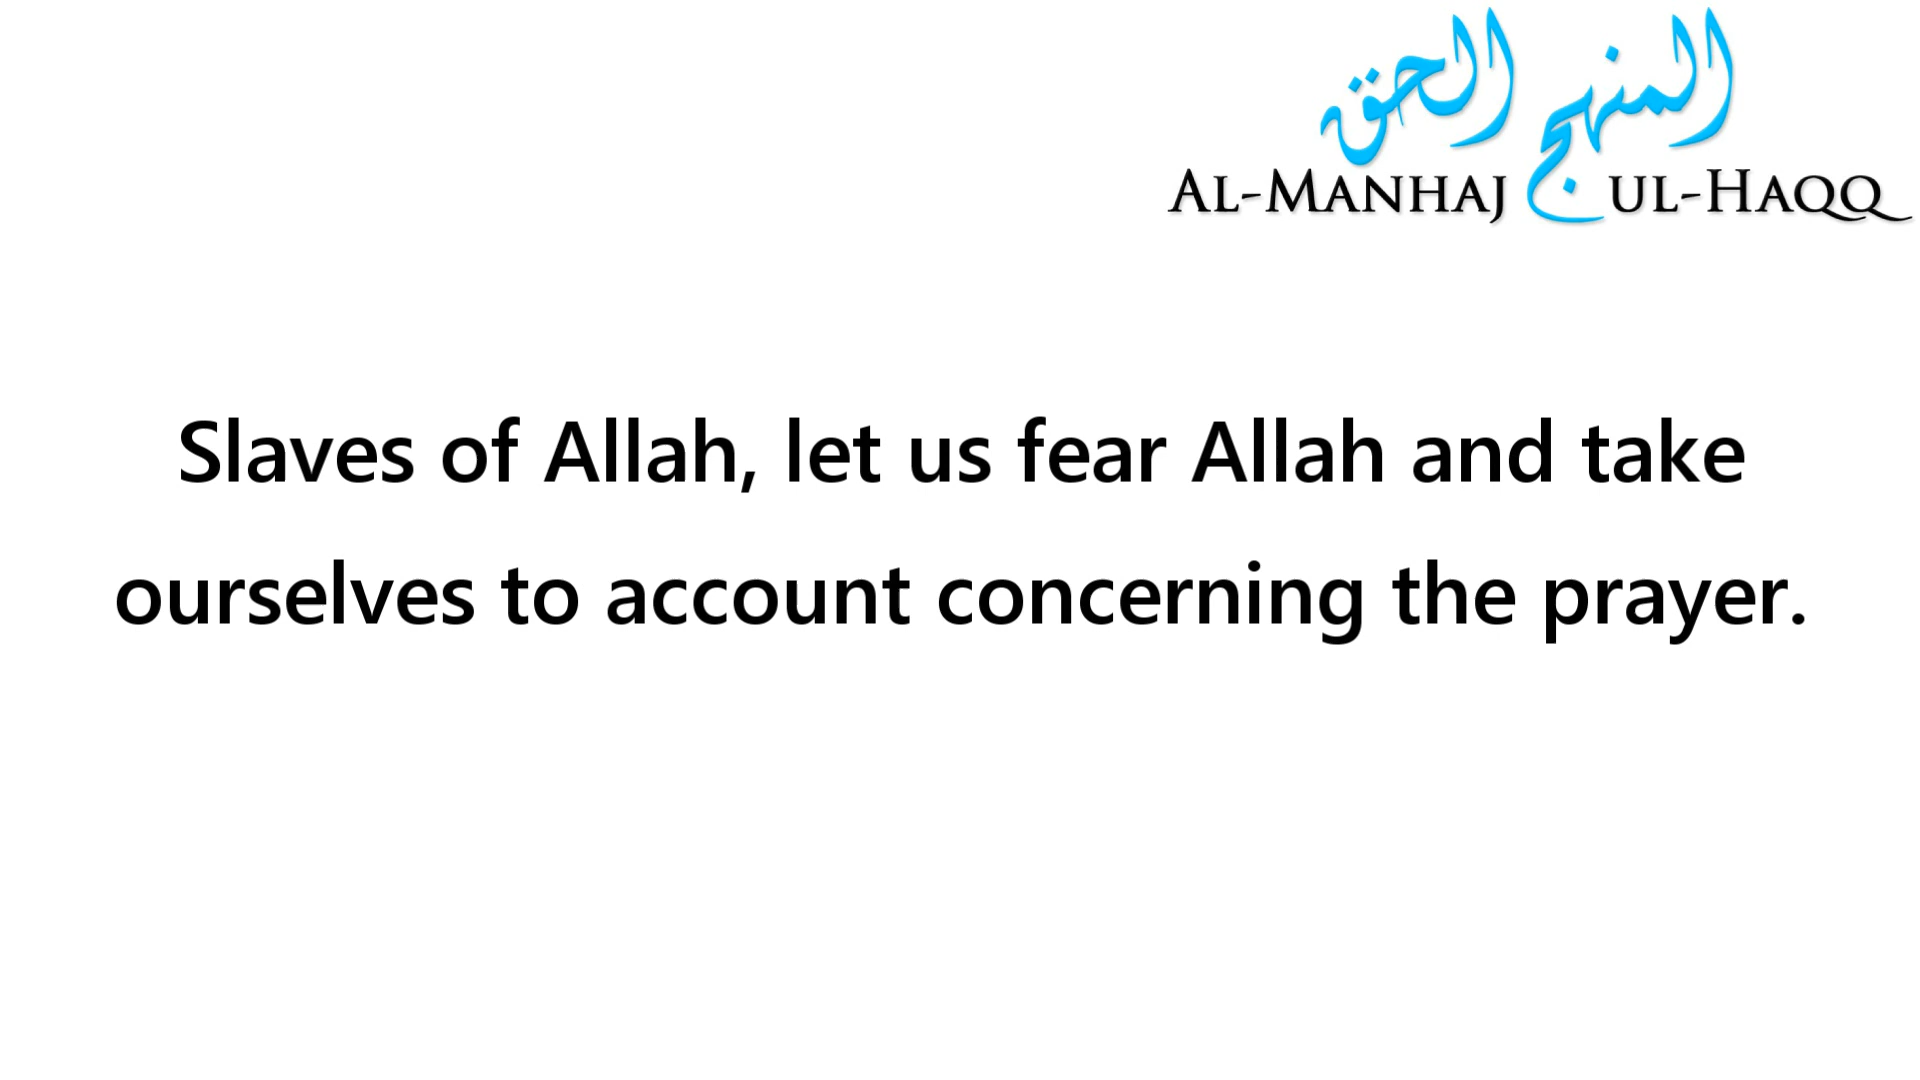 المنهج الحق
AL-MANHAJ UL-HAQQ
Slaves of Allah, let us fear Allah and take
ourselves to account concerning the prayer.